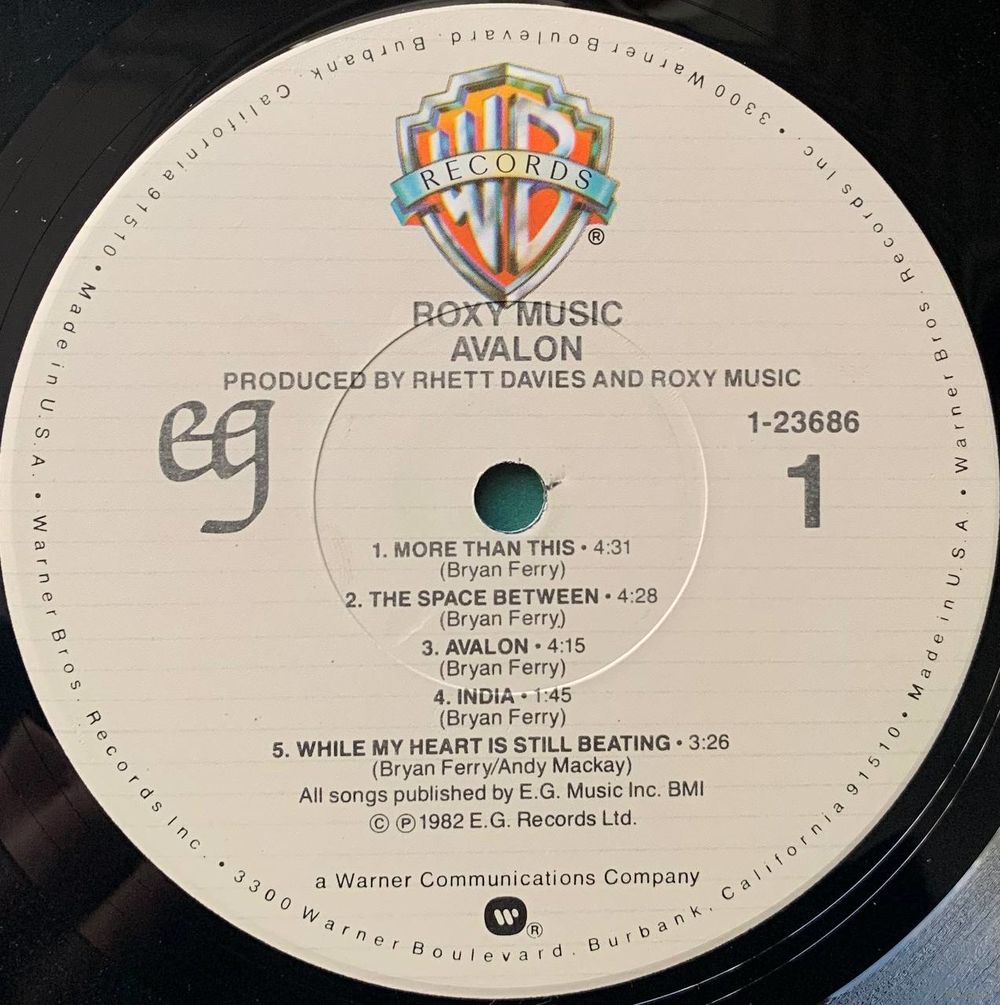 WB
RECORDS
®
ROXY MUSIC
AVALON
PRODUCED BY RHETT DAVIES AND ROXY MUSIC
eg
1-23686
1
1. MORE THAN THIS • 4:31
(Bryan Ferry)
2. THE SPACE BETWEEN • 4:28
(Bryan Ferry)
3. AVALON • 4:15
(Bryan Ferry)
4. INDIA • 1:45
(Bryan Ferry)
5. WHILE MY HEART IS STILL BEATING • 3:26
(Bryan Ferry/Andy Mackay)
All songs published by E.G. Music Inc. BMI
© ℗ 1982 E.G. Records Ltd.
a Warner Communications Company
W ®
Made in U.S.A. • Warner Bros. Records Inc. • 3300 Warner Boulevard. Burbank, California 91510 • Made in U.S.A. • Warner Bros. Records Inc. • 3300 Warner Boulevard. Burbank, California 91510 •